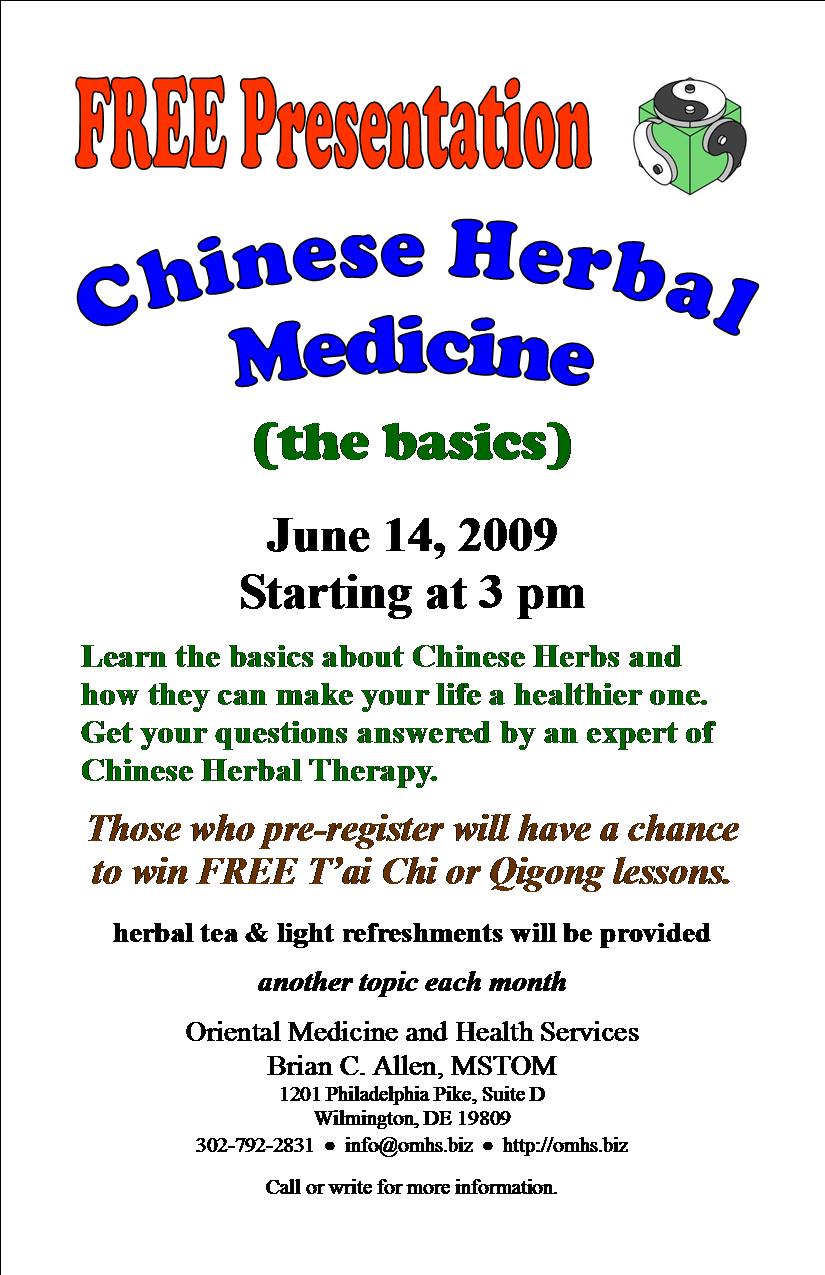 FREE Presentation
Chinese Herbal
Medicine
(the basics)
June 14, 2009
Starting at 3 pm
Learn the basics about Chinese Herbs and
how they can make your life a healthier one.
Get your questions answered by an expert of
Chinese Herbal Therapy.
Those who pre-register will have a chance
to win FREE T’ai Chi or Qigong lessons.
herbal tea & light refreshments will be provided
another topic each month
Oriental Medicine and Health Services
Brian C. Allen, MSTOM
1201 Philadelphia Pike, Suite D
Wilmington, DE 19809
302-792-2831 ● info@omhs.biz ● http://omhs.biz
Call or write for more information.